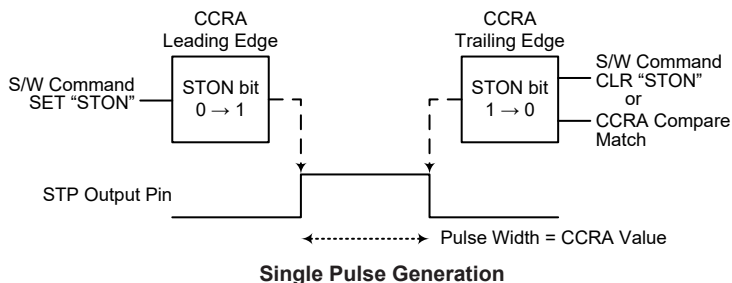 CCRA
Leading Edge
CCRA
Trailing Edge
S/W Command
SET “STON”
STON bit
0 → 1
STON bit
1 → 0
S/W Command
CLR “STON”
or
CCRA Compare
Match
STP Output Pin
Pulse Width = CCRA Value
Single Pulse Generation